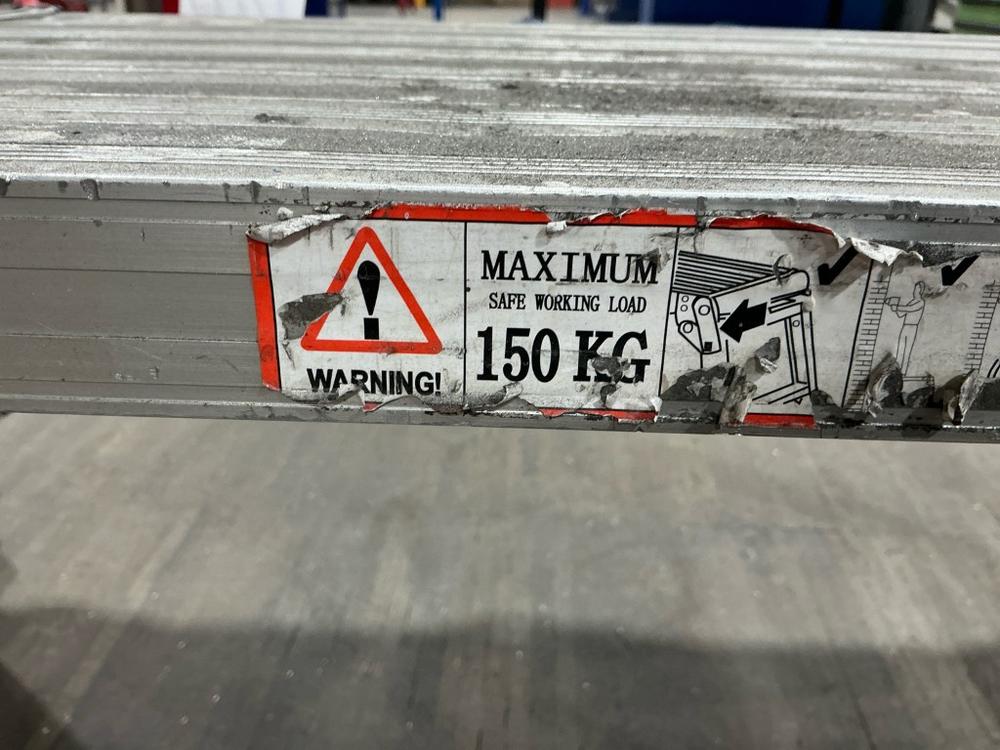 WARNING!
MAXIMUM
SAFE WORKING LOAD
150 KG